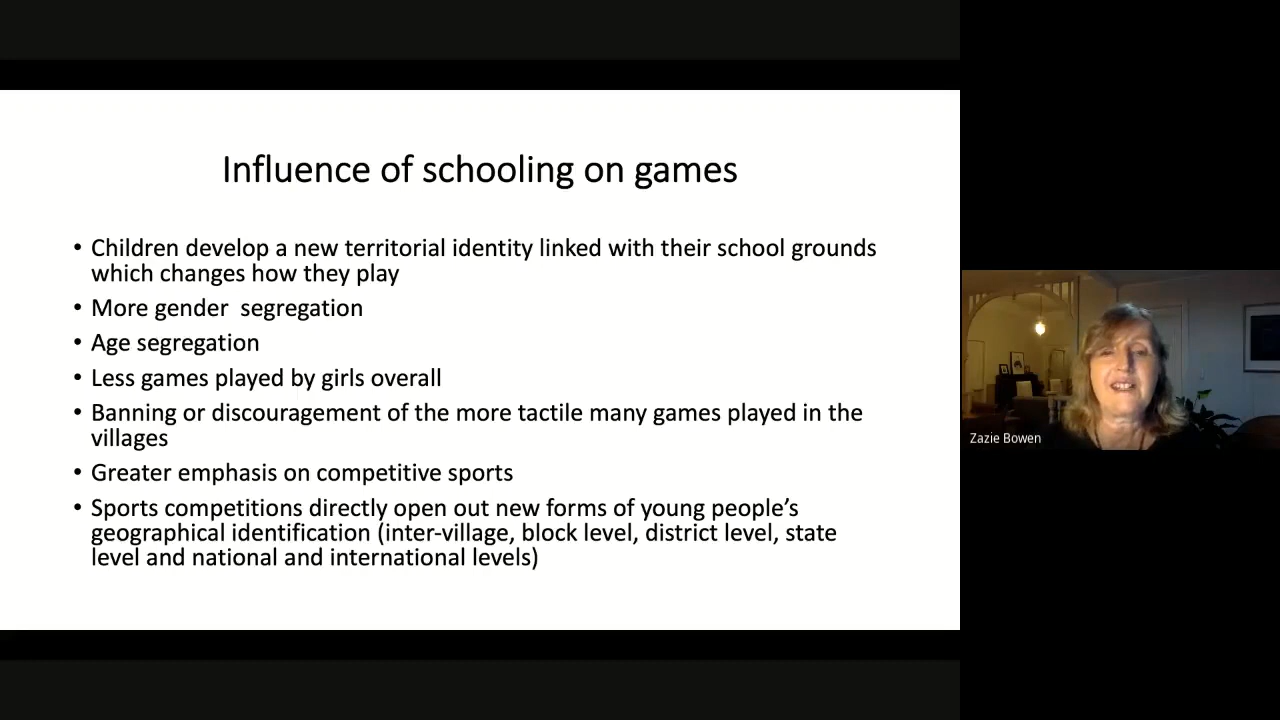 Influence of schooling on games
• Children develop a new territorial identity linked with their school grounds
which changes how they play
• More gender  segregation
• Age segregation
• Less games played by girls overall
• Banning or discouragement of the more tactile many games played in the
villages
• Greater emphasis on competitive sports
• Sports competitions directly open out new forms of young people’s
geographical identification (inter-village, block level, district level, state
level and national and international levels)
Zazie Bowen